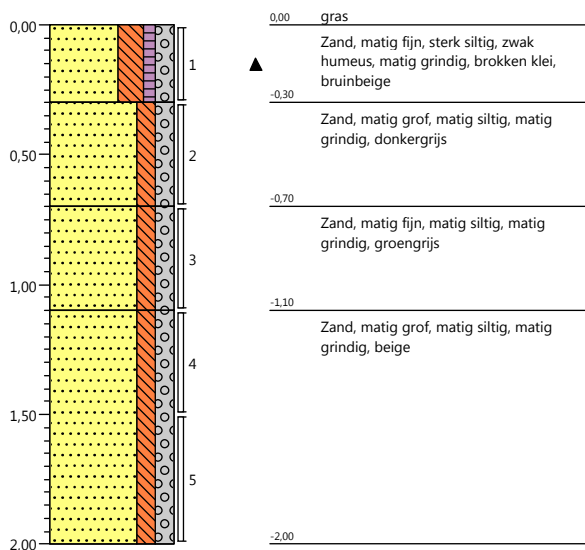 0,00
0,50
1,00
1,50
2,00
1
2
3
4
5
0,00 gras
Zand, matig fijn, sterk siltig, zwak
humeus, matig grindig, brokken klei,
bruinbeige
-0,30
Zand, matig grof, matig siltig, matig
grindig, donkergrijs
-0,70
Zand, matig fijn, matig siltig, matig
grindig, groengrijs
-1,10
Zand, matig grof, matig siltig, matig
grindig, beige
-2,00